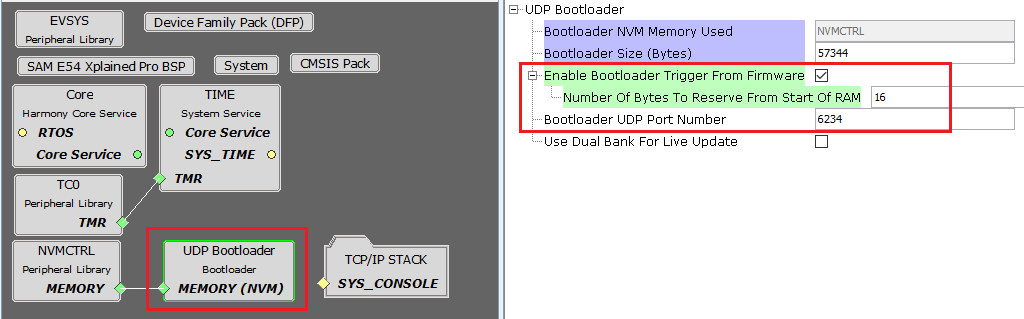 EVSYS
Peripheral Library
Device Family Pack (DFP)
SAM E54 Xplained Pro BSP
System
CMSIS Pack
Core
Harmony Core Service
RTOS
Core Service
TIME
System Service
Core Service
SYS_TIME
TMR
TC0
Peripheral Library
TMR
NVMCTRL
Peripheral Library
MEMORY
UDP Bootloader
Bootloader
MEMORY (NVM)
TCP/IP STACK
SYS_CONSOLE
UDP Bootloader
Bootloader NVM Memory Used NVMCTRL
Bootloader Size (Bytes) 57344
Enable Bootloader Trigger From Firmware
Number Of Bytes To Reserve From Start Of RAM 16
Bootloader UDP Port Number 6234
Use Dual Bank For Live Update